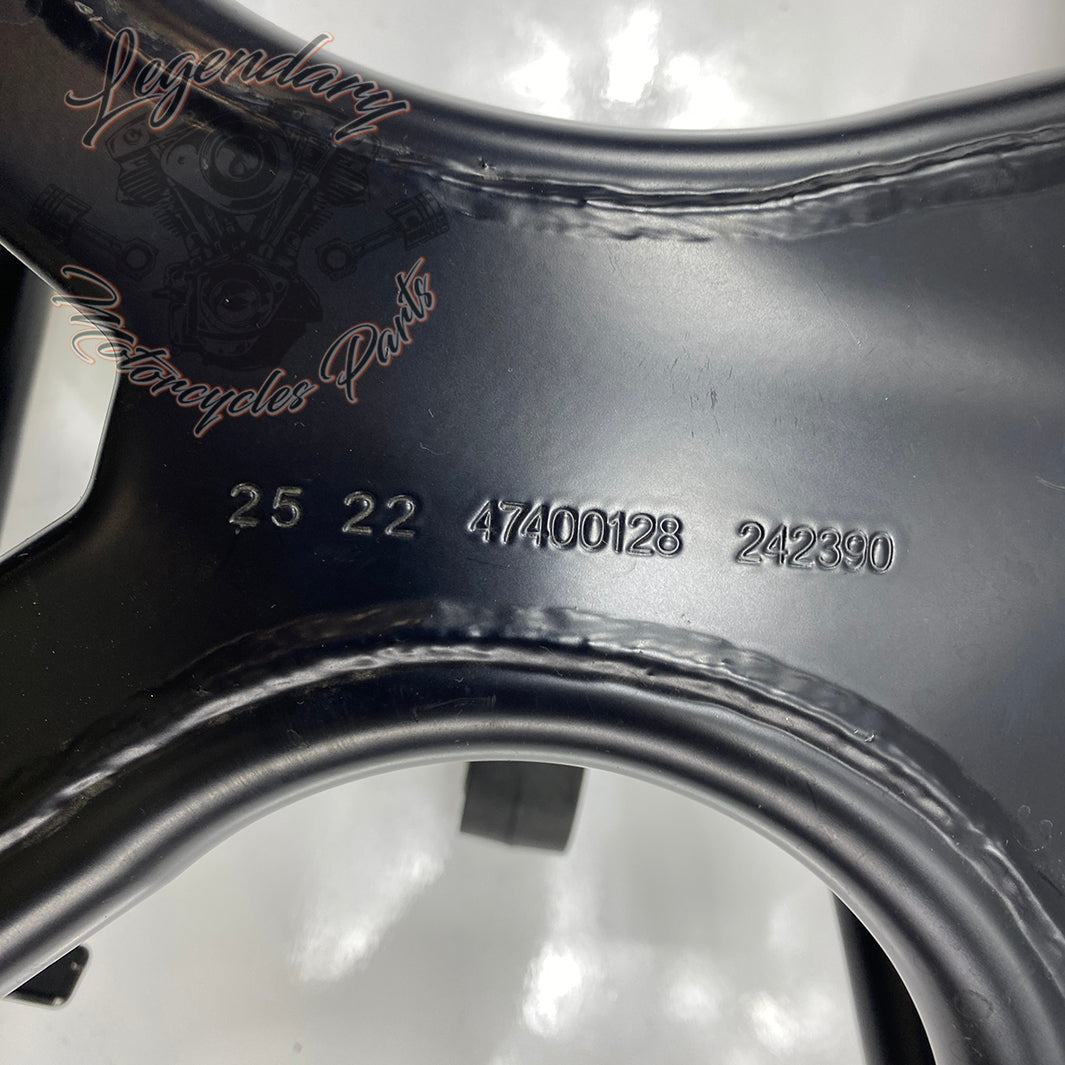 Legendary
Motorcycles Parts
25 22 47400128 242390